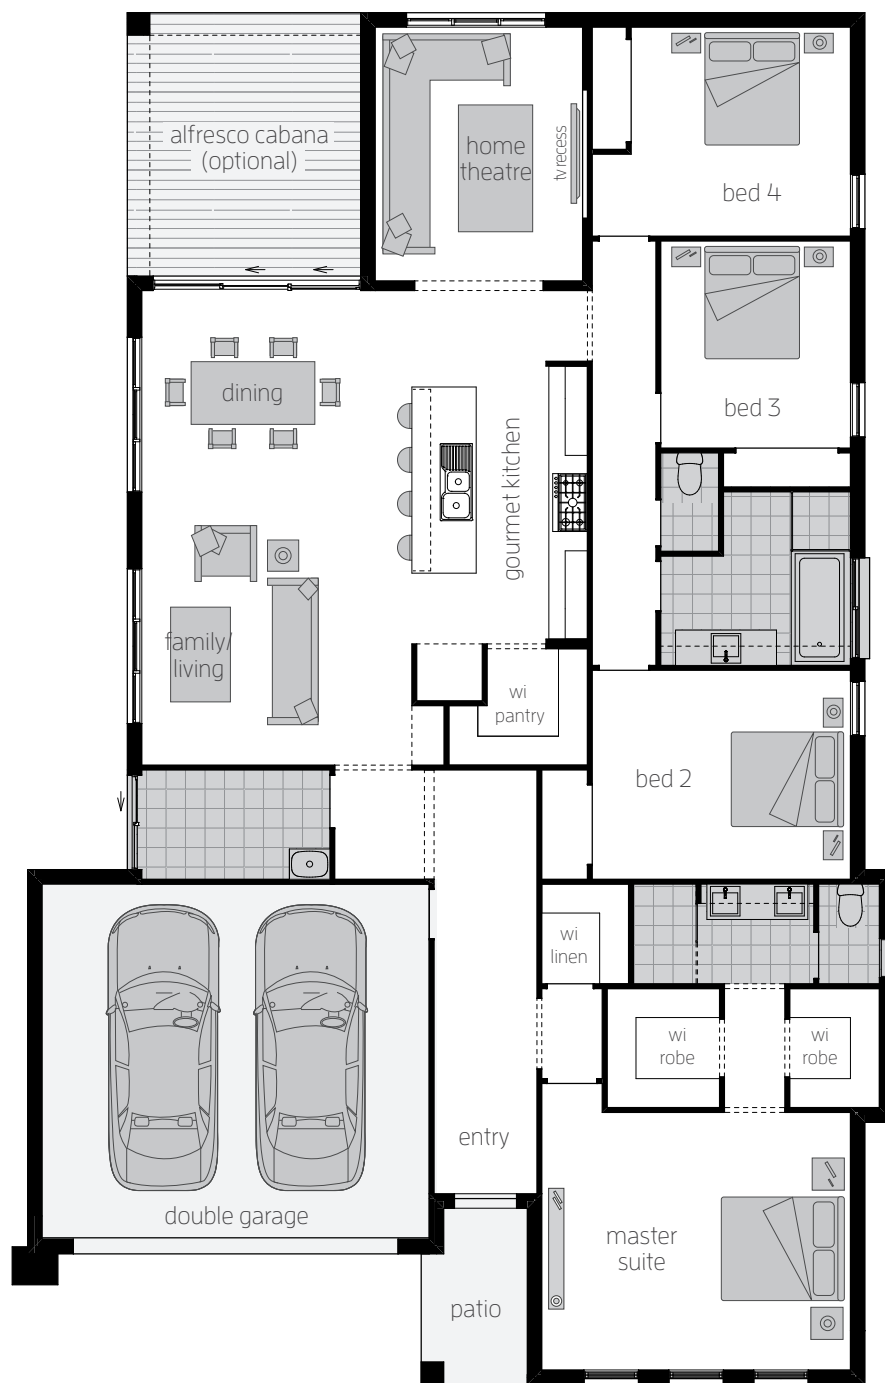 alfresco cabana
(optional)
home
theatre
tv recess
bed 4
dining
bed 3
gourmet kitchen
family/
living
wi
pantry
bed 2
wi
linen
wi
robe
wi
robe
entry
double garage
master
suite
patio